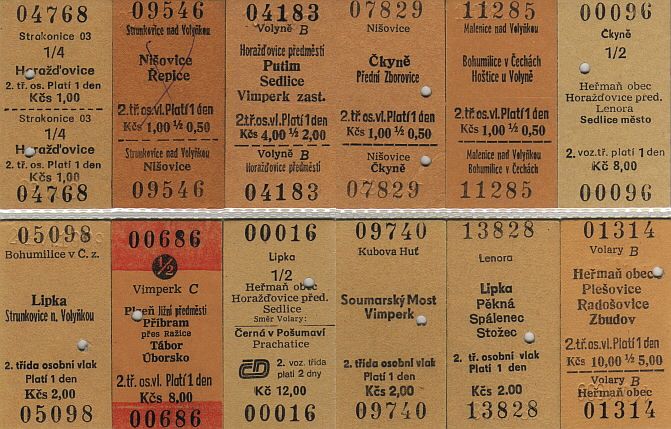 04768
Strakonice 03
1/4
Horažďovice
2. tř. os. Platí 1 den
Kčs 1,00
Strakonice 03
1/4
Horažďovice
2. tř. os. Platí 1 den
Kčs 1,00
04768
09546
Strunkovice nad Volyňkou
Nišovice
Řepice
2.tř.os.vl.Platí 1 den
Kčs 1,00 ½ 0,50
Strunkovice nad Volyňkou
Nišovice
09546
04183
Volyně B
Horažďovice předměstí
Putim
Sedlice
Vimperk zast.
2.tř.os.vl.Platí 1 den
Kčs 4,00 ½ 2,00
Volyně B
Horažďovice předměstí
04183
07829
Nišovice
Čkyně
Přední Zborovice
2.tř.os.vl.Platí 1 den
Kčs 1,00 ½ 0,50
Nišovice
Čkyně
07829
11285
Malenice nad Volyňkou
Bohumilice v Čechách
Hoštice u Volyně
2.tř.os.vl.Platí 1 den
Kčs 1,00 ½ 0,50
Malenice nad Volyňkou
Bohumilice v Čechách
11285
00096
Čkyně
1/2
Heřmaň obec
Horažďovice před.
Lenora
Sedlice město
2. voz.tř. platí 1 den
Kč 8,00
00096
05098
Bohumilice v Č. z.
Lipka
Strunkovice n. Volyňkou
2. třída osobní vlak
Platí 1 den
Kčs 2,00
05098
00686
1/2
Vimperk C
Plzeň Jižní předměstí
Příbram
přes Ražice
Tábor
Úborsko
2.tř.os.vl.Platí 1 den
Kčs 8,00
00686
00016
Lipka
1/2
Heřmaň obec
Horažďovice před.
Sedlice
Směr Volary:
Černá v Pošumaví
Prachatice
ČD 2. voz. třída
platí 2 dny
Kč 12,00
00016
09740
Kubova Huť
Soumarský Most
Vimperk
2. třída osobní vlak
Platí 1 den
Kčs 2,00
09740
13828
Lenora
Lipka
Pěkná
Spálenec
Stožec
2. tř. osobní vlak
Platí 1 den
Kčs 2.00
13828
01314
Volary B
Heřmaň obec
Plešovice
Radošovice
Zbudov
2.tř.os.vl.Platí 1 den
Kčs 10,00 ½ 5,00
Volary B
Heřmaň obec
01314